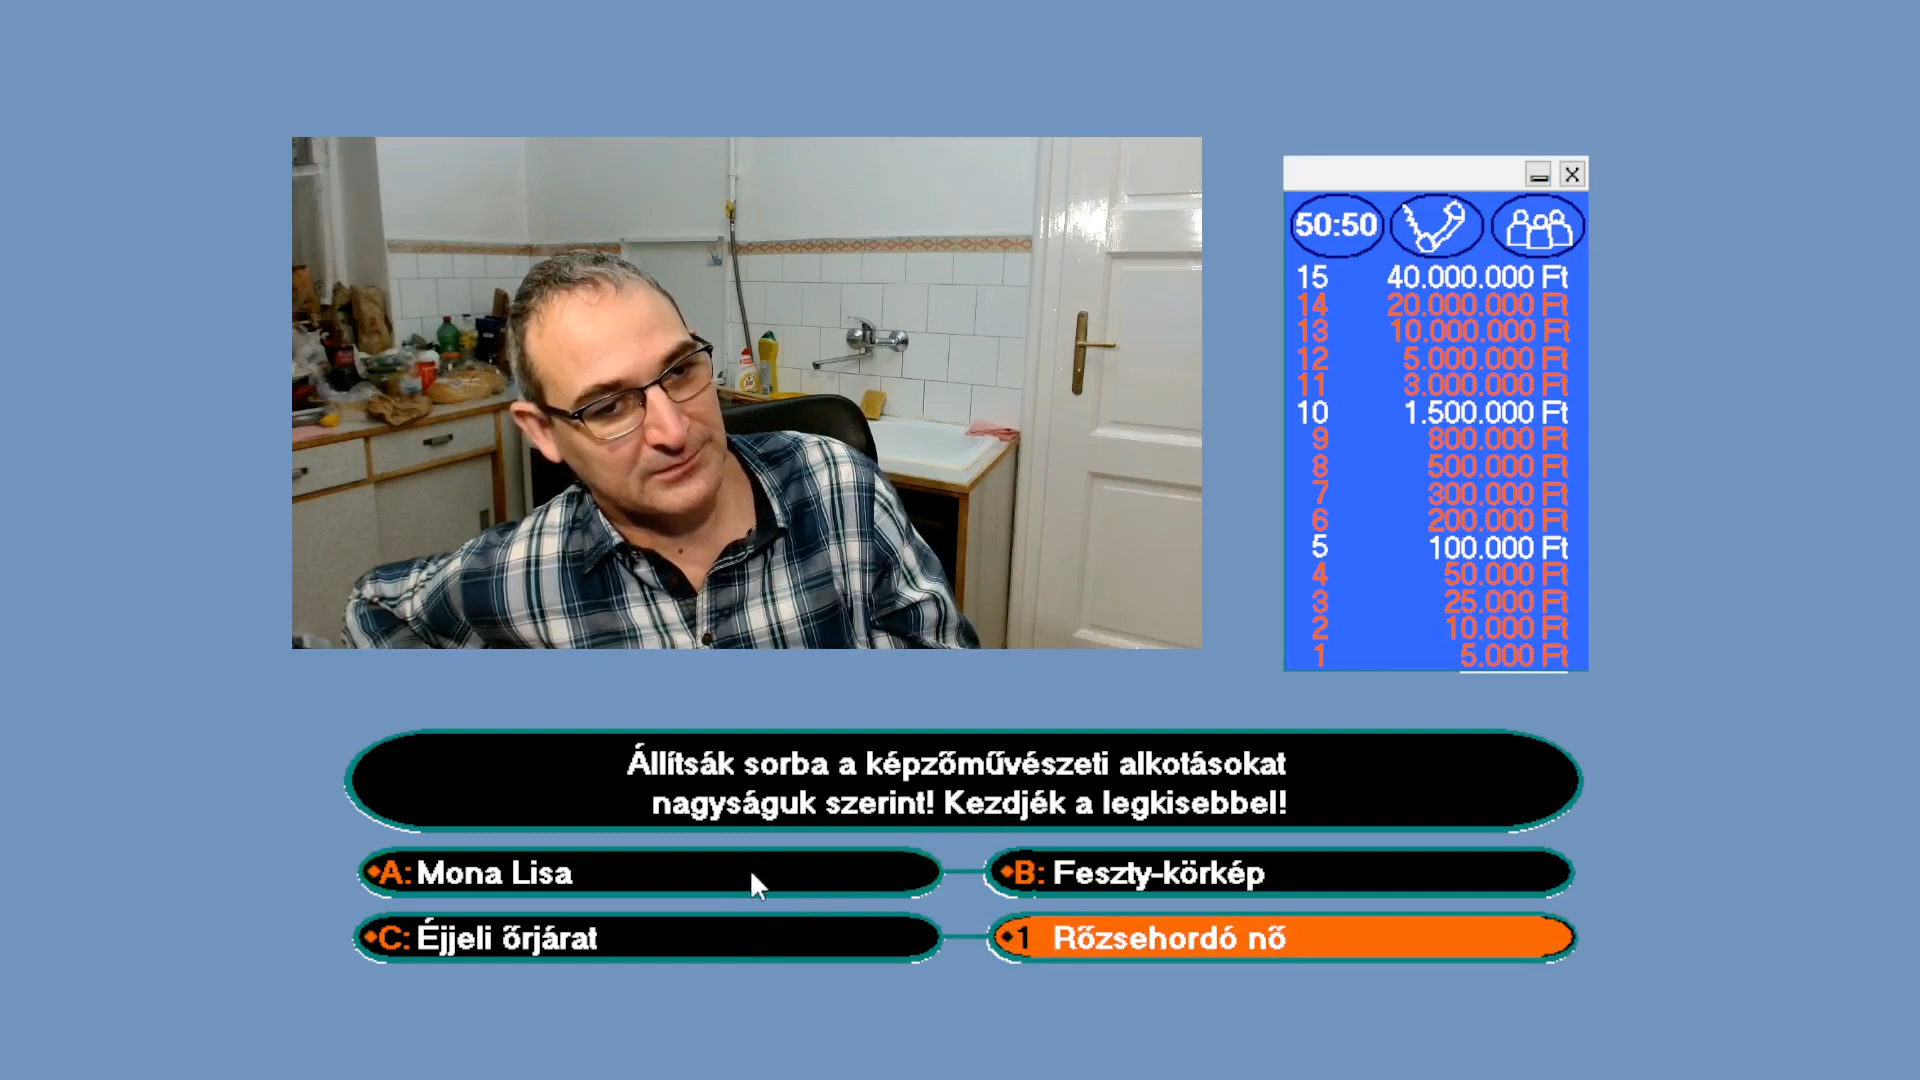 50:50
15 40.000.000 Ft
14 20.000.000 Ft
13 10.000.000 Ft
12 5.000.000 Ft
11 3.000.000 Ft
10 1.500.000 Ft
9 800.000 Ft
8 500.000 Ft
7 300.000 Ft
6 200.000 Ft
5 100.000 Ft
4 50.000 Ft
3 25.000 Ft
2 10.000 Ft
1 5.000 Ft
Állítsák sorba a képzőművészeti alkotásokat
nagyságuk szerint! Kezdjék a legkisebbel!
A: Mona Lisa
B: Feszty-körkép
C: Éjjeli őrjárat
1 Rőzsehordó nő